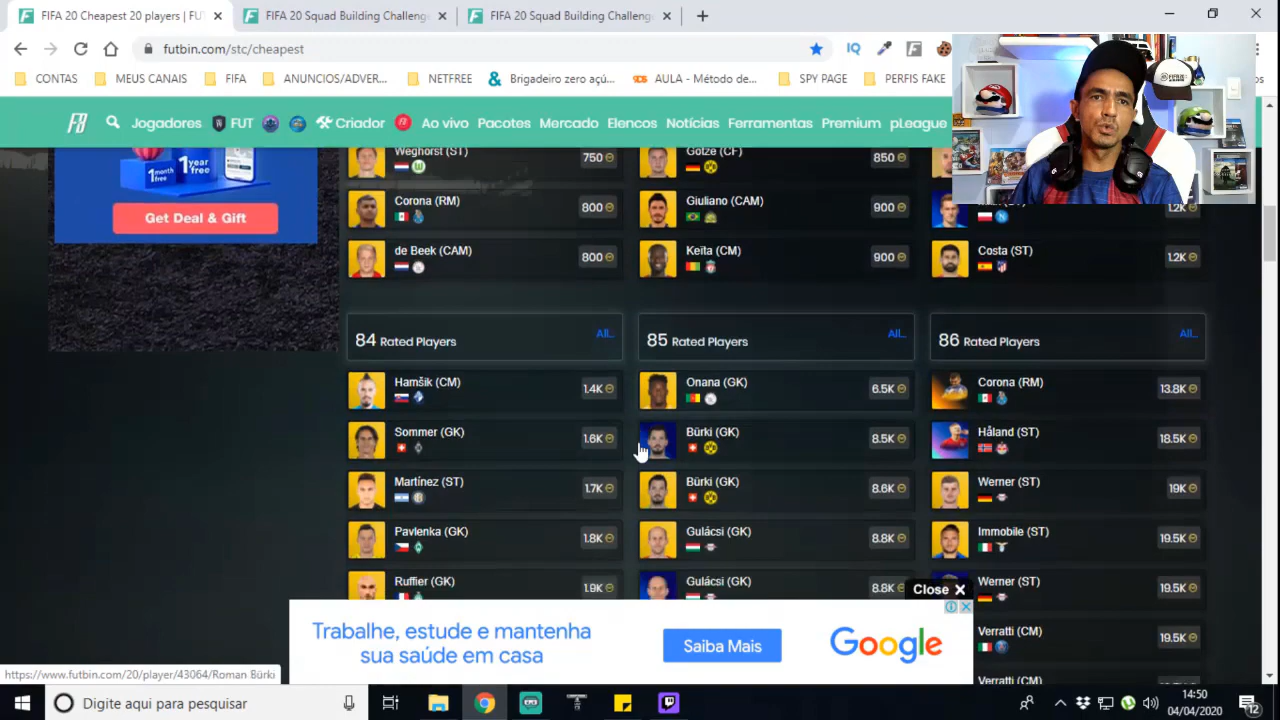 FIFA 20 Cheapest 20 players | FUT
FIFA 20 Squad Building Challenge
FIFA 20 Squad Building Challenge
futbin.com/stc/cheapest
IQ
CONTAS
MEUS CANAIS
FIFA
ANUNCIOS/ADVER...
NETFREE
Brigadeiro zero açú...
AULA - Método de...
SPY PAGE
PERFIS FAKE
os
FB
Jogadores
FUT
Criador
Ao vivo
Pacotes
Mercado
Elencos
Notícias
Ferramentas
Premium
pLeague
1 month free
1 year free
Get Deal & Gift
Weghorst (ST)
750
Götze (CF)
850
Corona (RM)
800
Giuliano (CAM)
900
1.2K
de Beek (CAM)
800
Keïta (CM)
900
Costa (ST)
1.2K
84 Rated Players
All..
85 Rated Players
All..
86 Rated Players
All..
Hamšik (CM)
1.4K
Onana (GK)
6.5K
Corona (RM)
13.8K
Sommer (GK)
1.6K
Bürki (GK)
8.5K
Håland (ST)
18.5K
Martínez (ST)
1.7K
Bürki (GK)
8.6K
Werner (ST)
19K
Pavlenka (GK)
1.8K
Gulácsi (GK)
8.8K
Immobile (ST)
19.5K
Ruffier (GK)
1.9K
Gulácsi (GK)
8.8K
Werner (ST)
19.5K
Close
Trabalhe, estude e mantenha
sua saúde em casa
Saiba Mais
Google
Verratti (CM)
19.5K
Verratti (CM)
https://www.futbin.com/20/player/43064/Roman Bürki
Digite aqui para pesquisar
14:50
04/04/2020
12